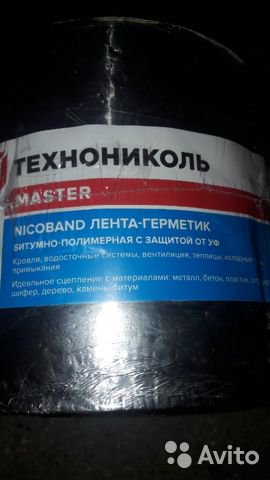 ТЕХНОНИКОЛЬ
MASTER
NICOBAND ЛЕНТА-ГЕРМЕТИК
БИТУМНО-ПОЛИМЕРНАЯ С ЗАЩИТОЙ ОТ УФ
Кровля, водосточные системы, вентиляция, теплицы, холодные
примыкания
Идеальное сцепление с материалами: металл, бетон, пластик,
шифер, дерево, камень, битум
Avito